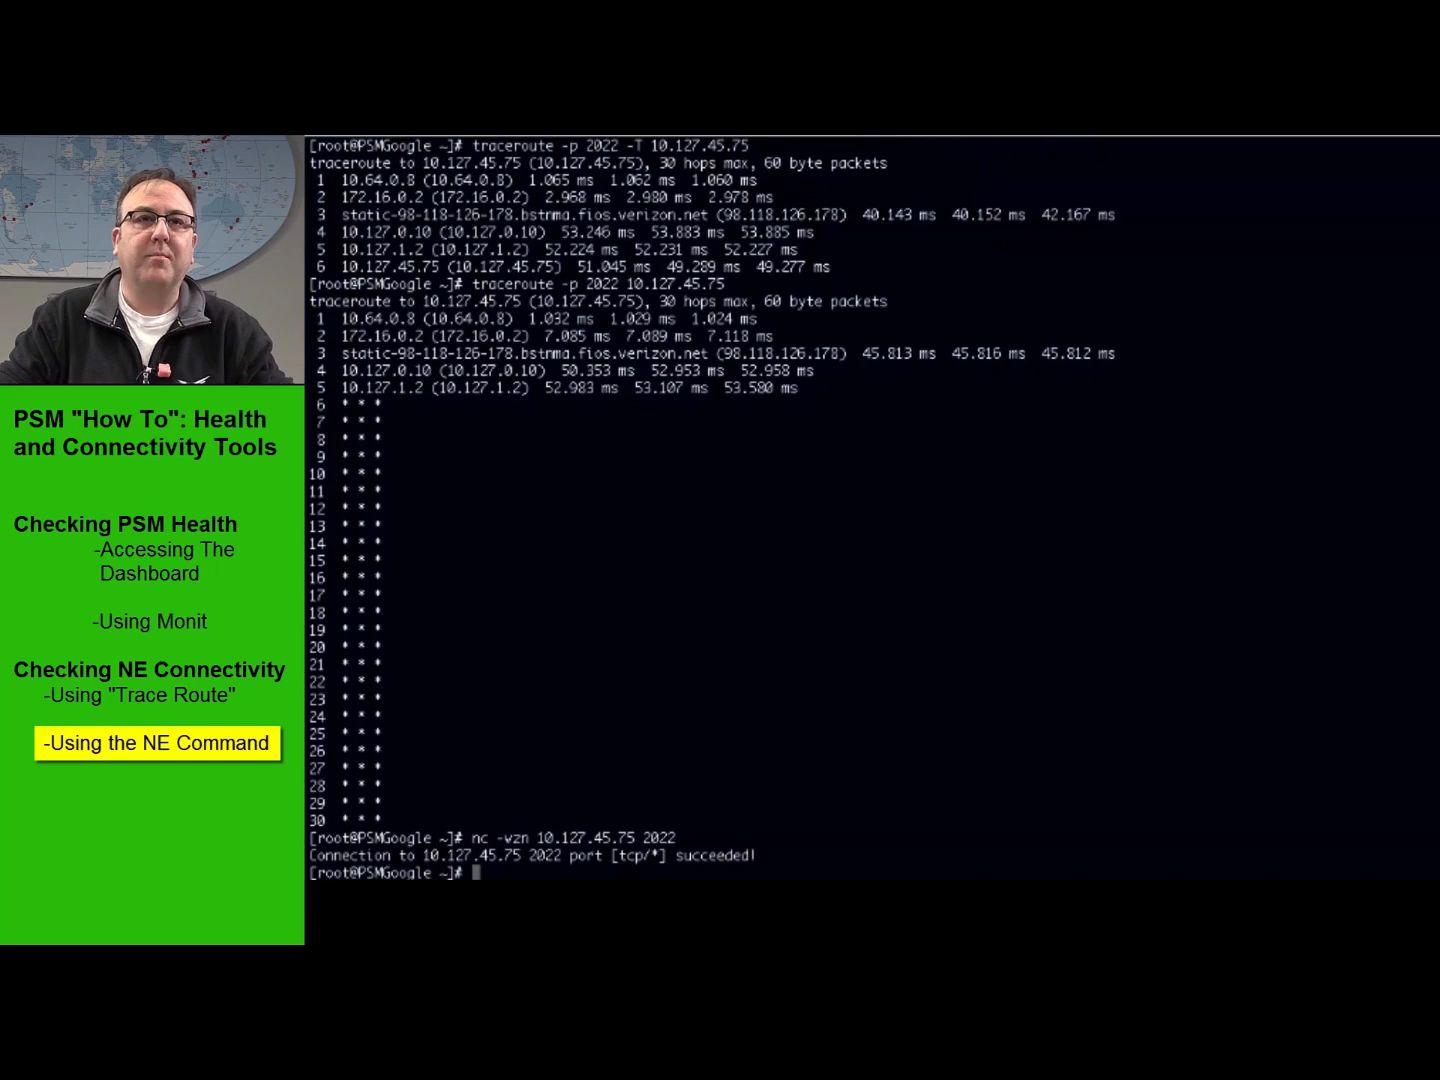 [root@PSMGoogle ~]# traceroute -p 2022 -T 10.127.45.75
traceroute to 10.127.45.75 (10.127.45.75), 30 hops max, 60 byte packets
1 10.64.0.8 (10.64.0.8) 1.065 ms 1.062 ms 1.060 ms
2 172.16.0.2 (172.16.0.2) 2.968 ms 2.980 ms 2.978 ms
3 static-98-118-126-178.bstrma.fios.verizon.net (98.118.126.178) 40.143 ms 40.152 ms 42.167 ms
4 10.127.0.10 (10.127.0.10) 53.246 ms 53.883 ms 53.885 ms
5 10.127.1.2 (10.127.1.2) 52.224 ms 52.231 ms 52.227 ms
6 10.127.45.75 (10.127.45.75) 51.045 ms 49.289 ms 49.277 ms
[root@PSMGoogle ~]# traceroute -p 2022 10.127.45.75
traceroute to 10.127.45.75 (10.127.45.75), 30 hops max, 60 byte packets
1 10.64.0.8 (10.64.0.8) 1.032 ms 1.029 ms 1.024 ms
2 172.16.0.2 (172.16.0.2) 7.085 ms 7.089 ms 7.118 ms
3 static-98-118-126-178.bstrma.fios.verizon.net (98.118.126.178) 45.813 ms 45.816 ms 45.812 ms
4 10.127.0.10 (10.127.0.10) 50.353 ms 52.953 ms 52.958 ms
5 10.127.1.2 (10.127.1.2) 52.983 ms 53.107 ms 53.580 ms
6 * * *
7 * * *
8 * * *
9 * * *
10 * * *
11 * * *
12 * * *
13 * * *
14 * * *
15 * * *
16 * * *
17 * * *
18 * * *
19 * * *
20 * * *
21 * * *
22 * * *
23 * * *
24 * * *
25 * * *
26 * * *
27 * * *
28 * * *
29 * * *
30 * * *
[root@PSMGoogle ~]# nc -vzn 10.127.45.75 2022
Connection to 10.127.45.75 2022 port [tcp/*] succeeded!
[root@PSMGoogle ~]#
PSM "How To": Health
and Connectivity Tools
Checking PSM Health
-Accessing The
Dashboard
-Using Monit
Checking NE Connectivity
-Using "Trace Route"
-Using the NE Command